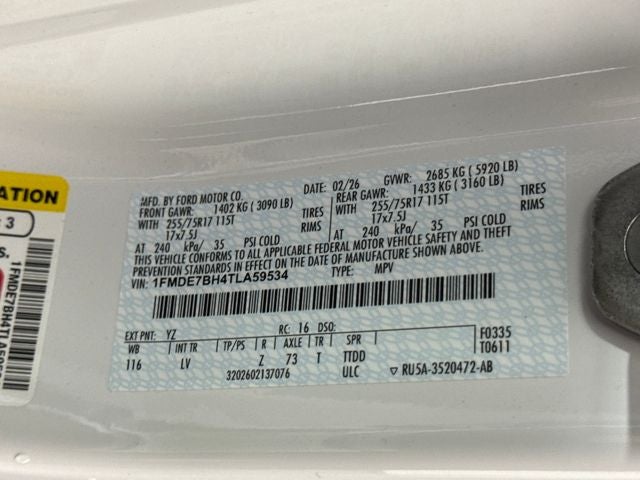 MFD. BY FORD MOTOR CO.
DATE: 02/26 GVWR: 2685 KG ( 5920 LB)
FRONT GAWR: 1402 KG ( 3090 LB) REAR GAWR: 1433 KG ( 3160 LB)
WITH 255/75R17 115T TIRES WITH 255/75R17 115T TIRES
17x7.5J RIMS 17x7.5J RIMS
AT 240 kPa/ 35 PSI COLD AT 240 kPa/ 35 PSI COLD
THIS VEHICLE CONFORMS TO ALL APPLICABLE FEDERAL MOTOR VEHICLE SAFETY AND THEFT
PREVENTION STANDARDS IN EFFECT ON THE DATE OF MANUFACTURE SHOWN ABOVE.
VIN: 1FMDE7BH4TLA59534 TYPE: MPV
EXT PNT: YZ RC: 16 DSO: F0335
WB INT TR TP/PS R AXLE TR SPR T0611
116 LV Z 73 T TTDD
3202602137076 ULC ▽ RU5A-3520472-AB
ATION
3
S.